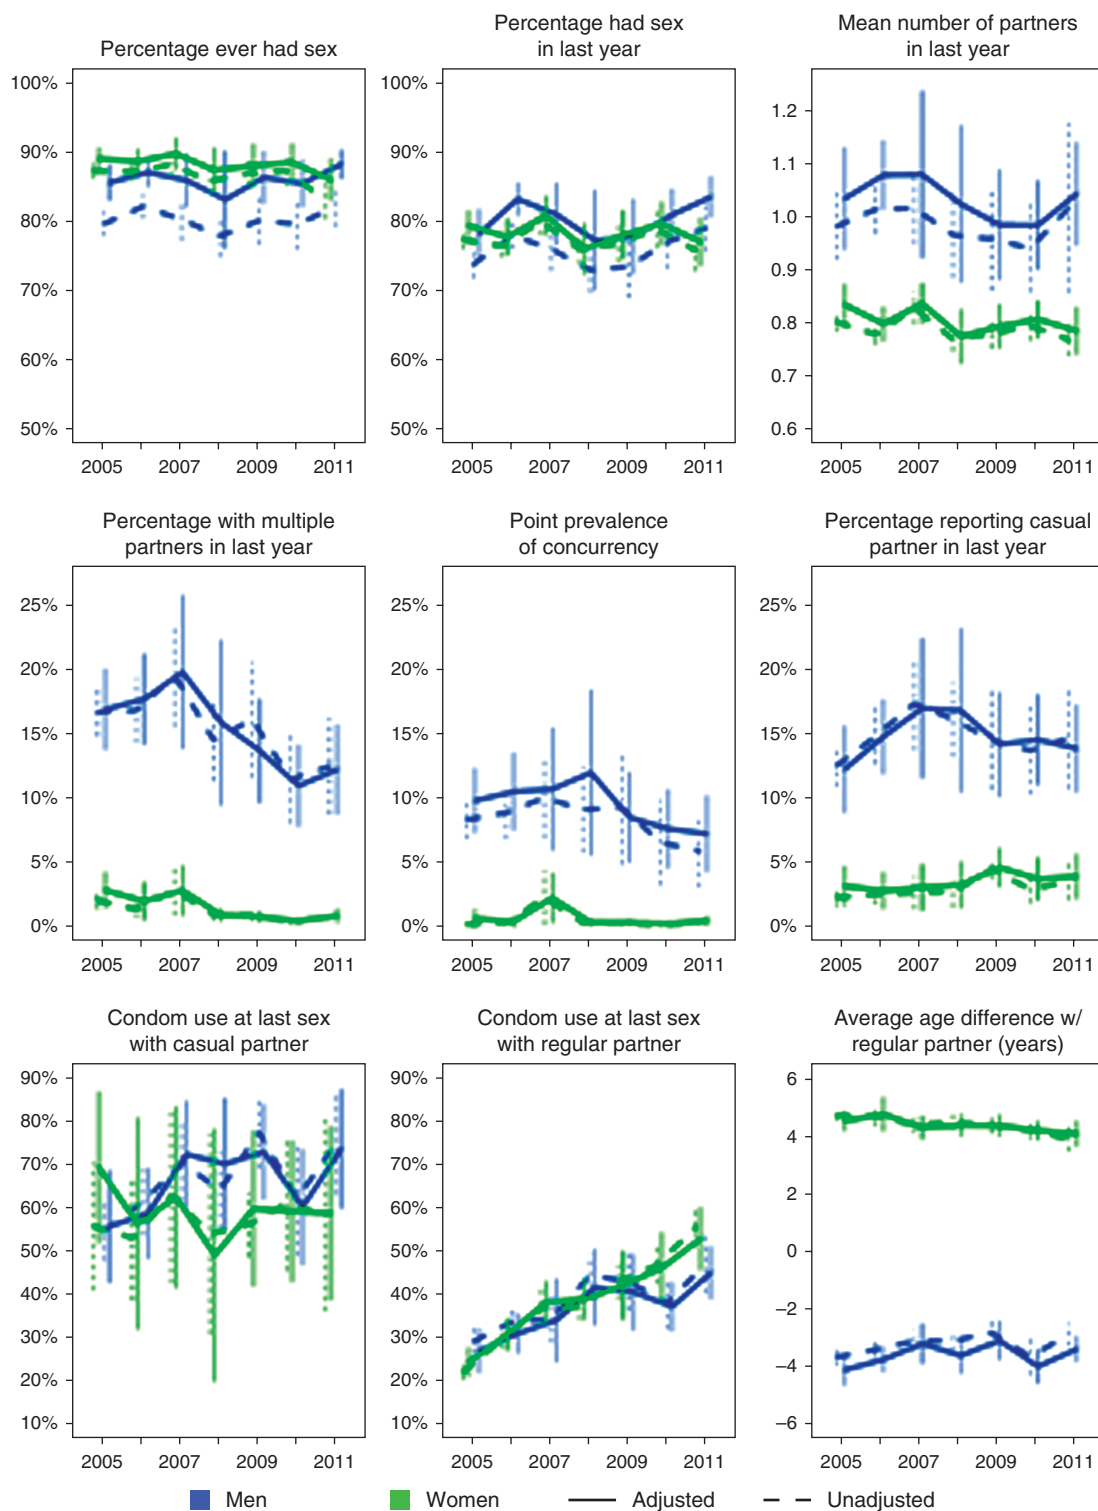 Percentage ever had sex
100%
90%
80%
70%
60%
50%
2005 2007 2009 2011
Percentage had sex
in last year
100%
90%
80%
70%
60%
50%
2005 2007 2009 2011
Mean number of partners
in last year
1.2
1.1
1.0
0.9
0.8
0.7
0.6
2005 2007 2009 2011
Percentage with multiple
partners in last year
25%
20%
15%
10%
5%
0%
2005 2007 2009 2011
Point prevalence
of concurrency
25%
20%
15%
10%
5%
0%
2005 2007 2009 2011
Percentage reporting casual
partner in last year
25%
20%
15%
10%
5%
0%
2005 2007 2009 2011
Condom use at last sex
with casual partner
90%
80%
70%
60%
50%
40%
30%
20%
10%
2005 2007 2009 2011
Condom use at last sex
with regular partner
90%
80%
70%
60%
50%
40%
30%
20%
10%
2005 2007 2009 2011
Average age difference w/
regular partner (years)
6
4
2
0
−2
−4
−6
2005 2007 2009 2011
Men Women Adjusted Unadjusted